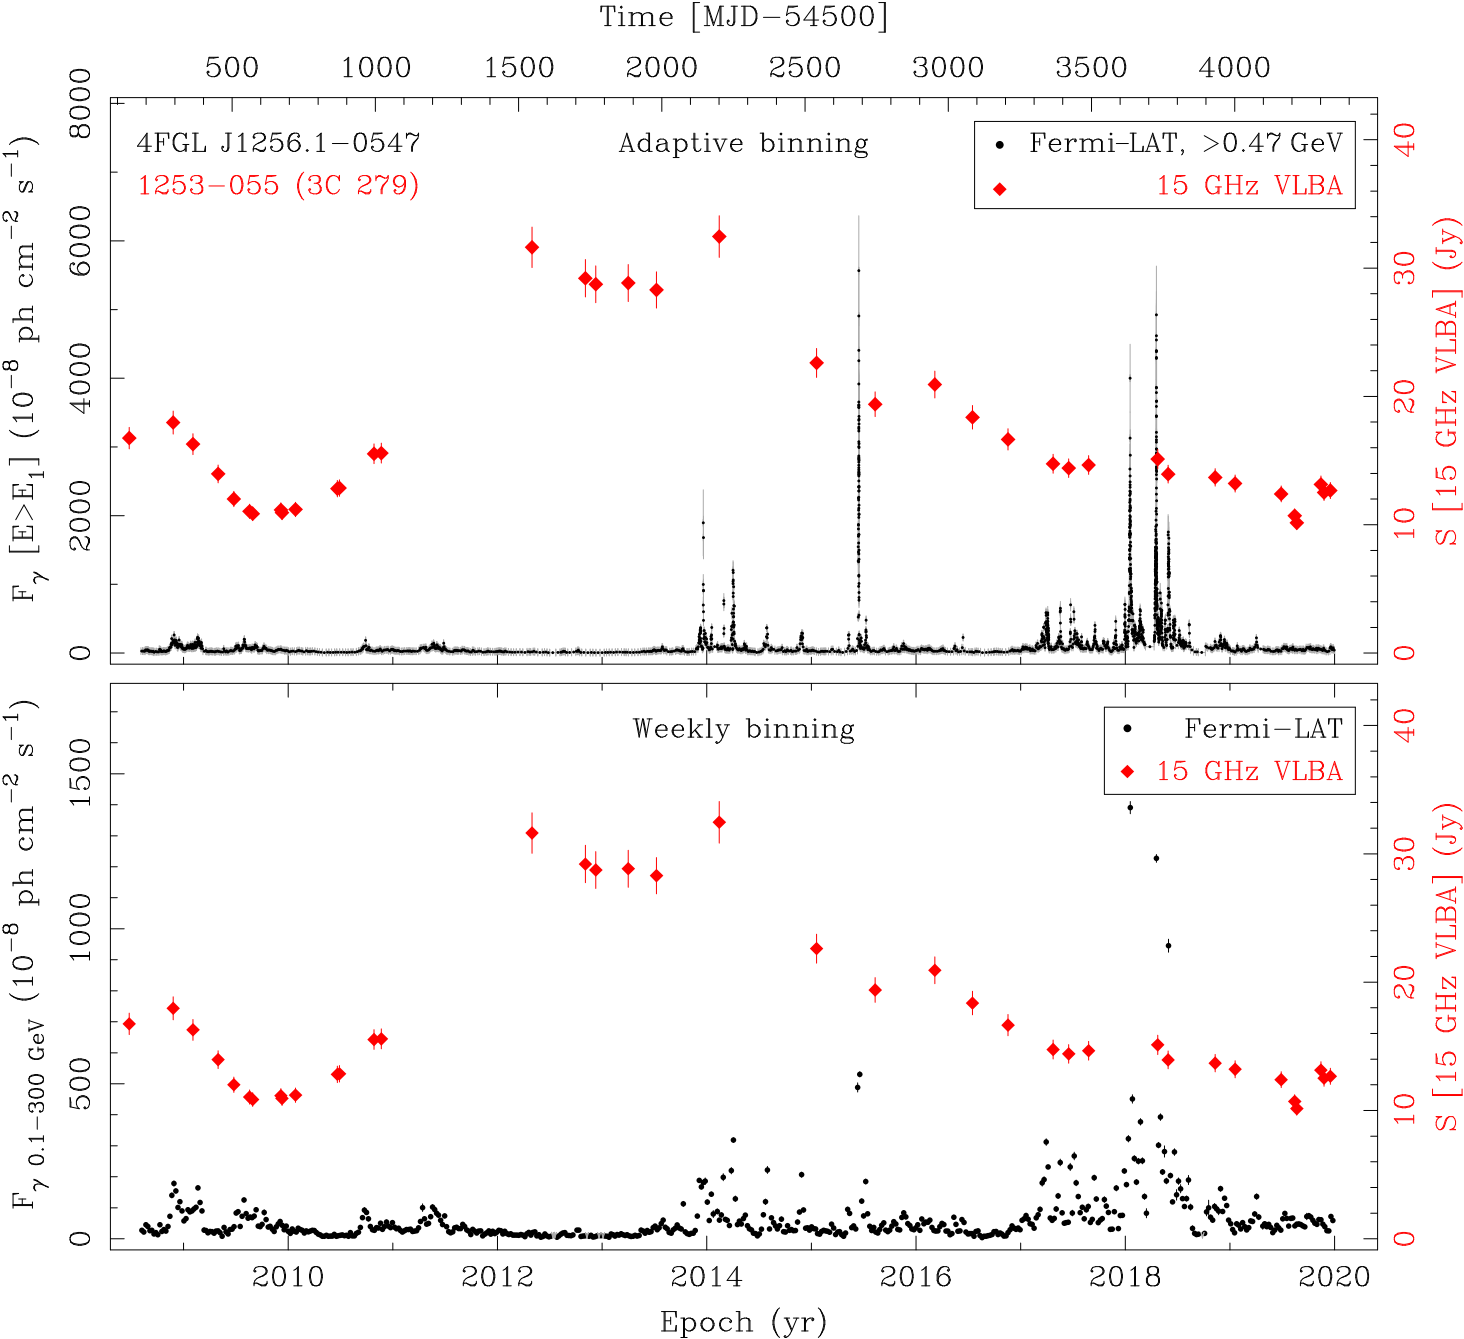 Time [MJD−54500]
500 1000 1500 2000 2500 3000 3500 4000
4FGL J1256.1−0547
1253−055 (3C 279)
Adaptive binning
Fermi−LAT, >0.47 GeV
15 GHz VLBA
F γ [E>E1] (10−8 ph cm−2 s−1)
0 2000 4000 6000 8000
S [15 GHz VLBA] (Jy)
0 10 20 30 40
Weekly binning
Fermi−LAT
15 GHz VLBA
F γ 0.1−300 GeV (10−8 ph cm−2 s−1)
0 500 1000 1500
S [15 GHz VLBA] (Jy)
0 10 20 30 40
2010 2012 2014 2016 2018 2020
Epoch (yr)